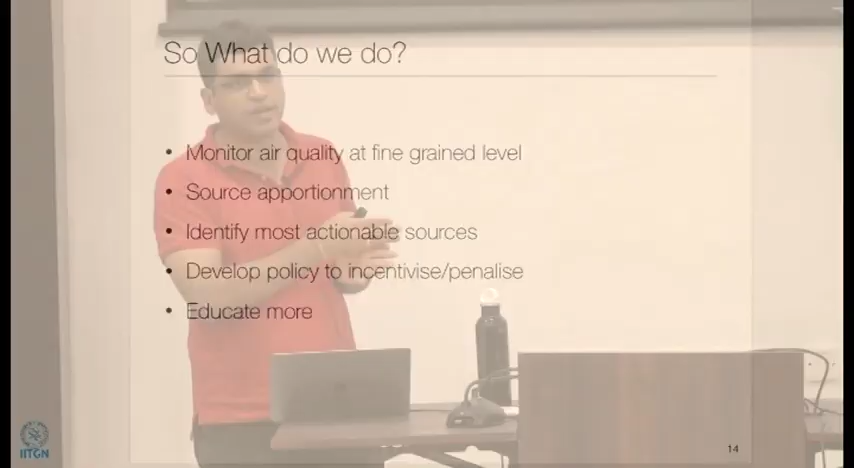 So What do we do?
• Monitor air quality at fine grained level
• Source apportionment
• Identify most actionable sources
• Develop policy to incentivise/penalise
• Educate more
IITGN
14